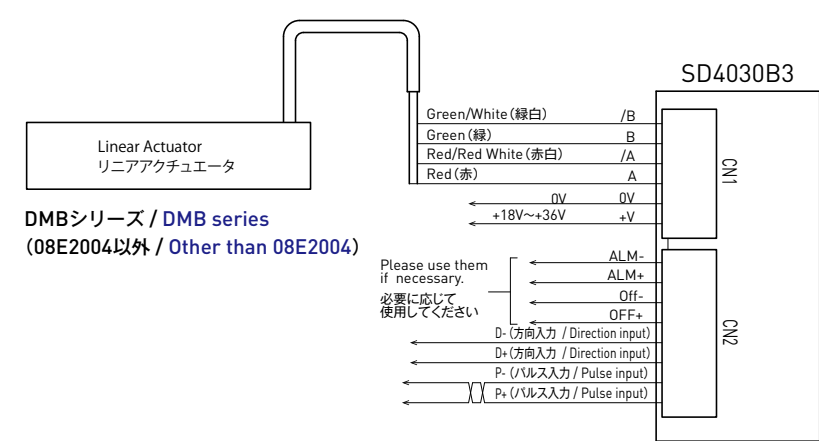 SD4030B3
Linear Actuator
リニアアクチュエータ
DMBシリーズ / DMB series
（08E2004以外 / Other than 08E2004）
Green/White（緑白） /B
Green（緑） B
Red/Red White（赤白） /A
Red（赤） A
0V 0V
+18V～+36V +V
CN1
Please use them
if necessary.
必要に応じて
使用してください
ALM-
ALM+
Off-
OFF+
D-（方向入力 / Direction input)
D+（方向入力 / Direction input)
P-（パルス入力 / Pulse input)
P+（パルス入力 / Pulse input)
CN2